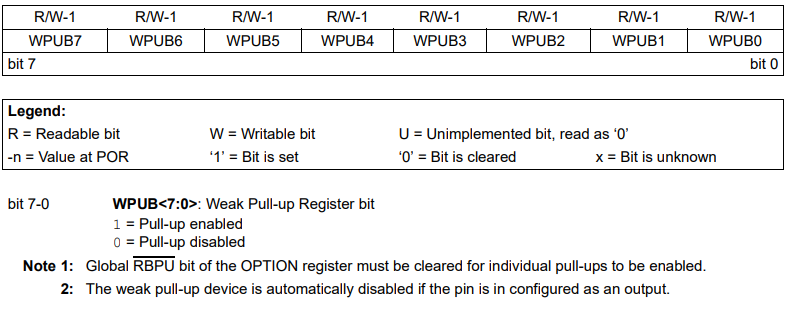 R/W-1 R/W-1 R/W-1 R/W-1 R/W-1 R/W-1 R/W-1 R/W-1
WPUB7 WPUB6 WPUB5 WPUB4 WPUB3 WPUB2 WPUB1 WPUB0
bit 7 bit 0
Legend:
R = Readable bit W = Writable bit U = Unimplemented bit, read as ‘0’
-n = Value at POR ‘1’ = Bit is set ‘0’ = Bit is cleared x = Bit is unknown
bit 7-0 WPUB<7:0>: Weak Pull-up Register bit
1 = Pull-up enabled
0 = Pull-up disabled
Note 1: Global RBPU bit of the OPTION register must be cleared for individual pull-ups to be enabled.
2: The weak pull-up device is automatically disabled if the pin is in configured as an output.